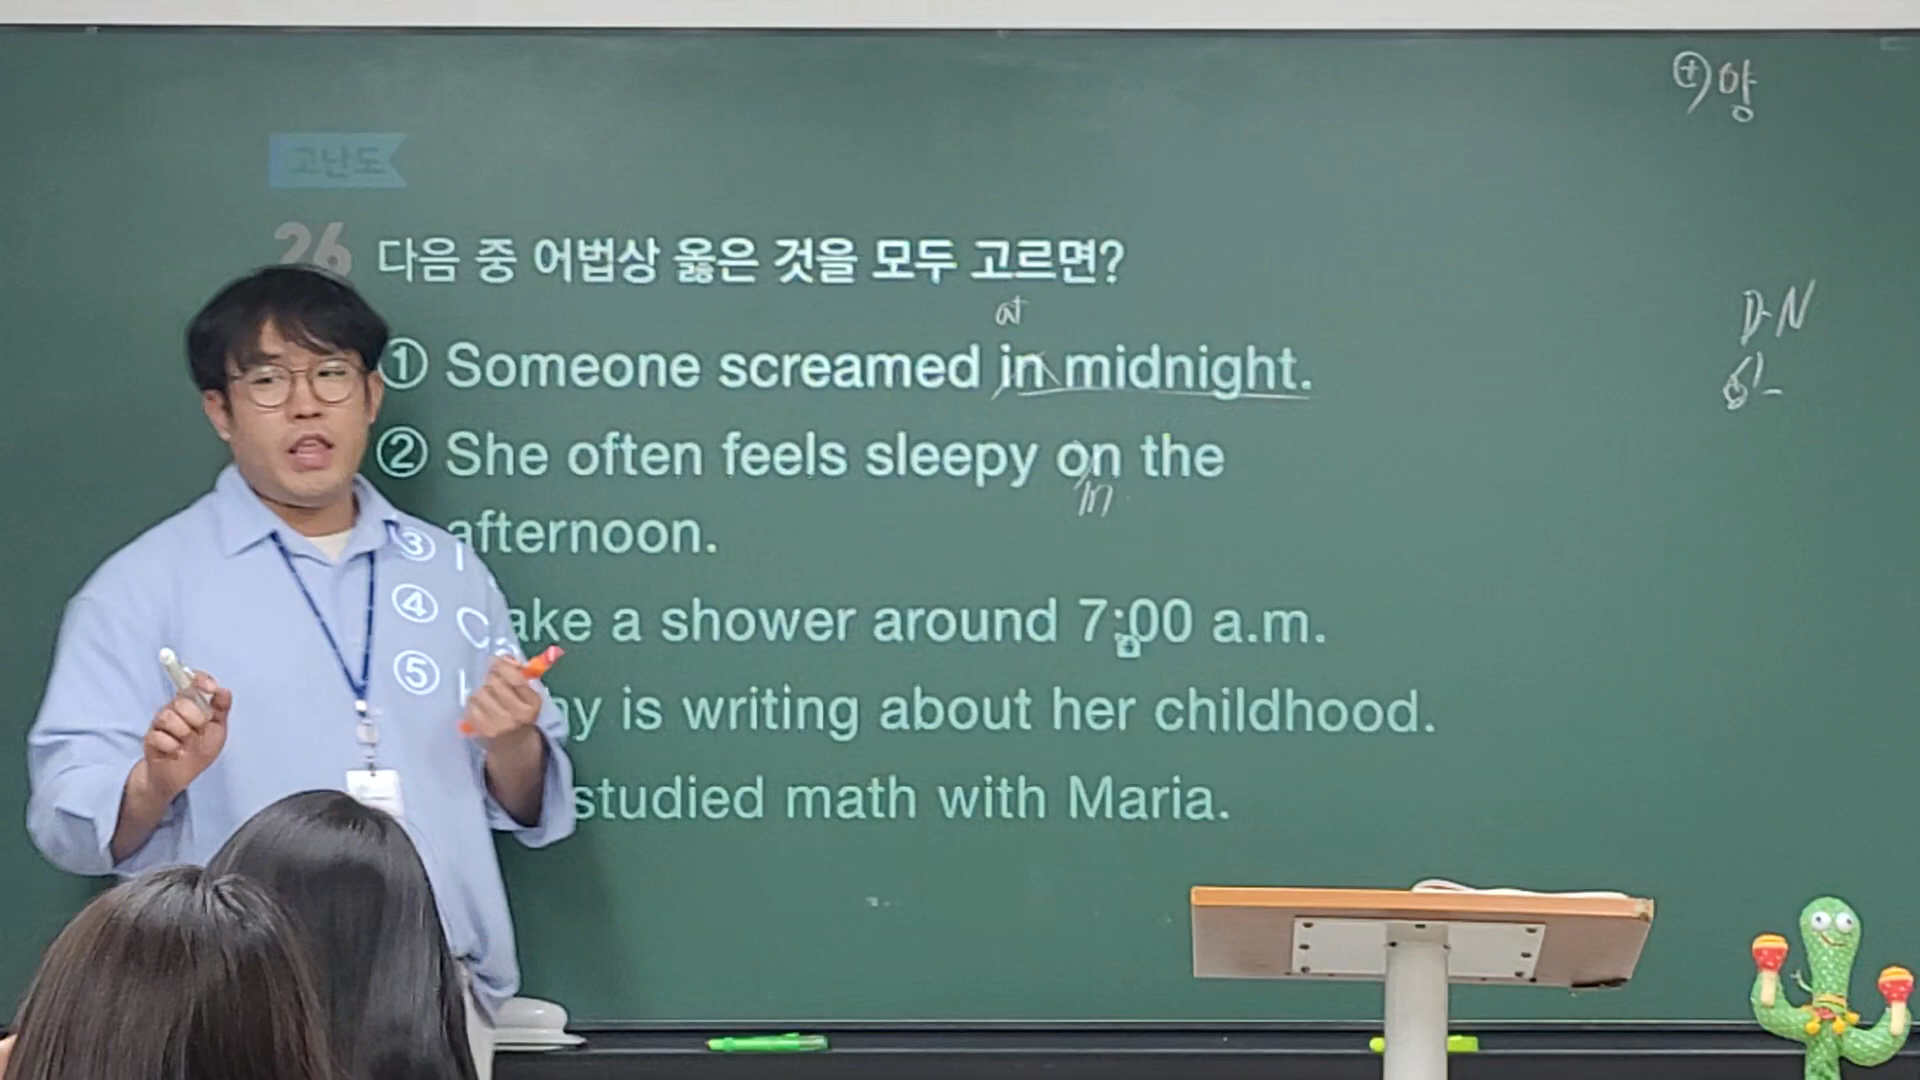 ⊕양
고난도
26 다음 중 어법상 옳은 것을 모두 고르면?
at
① Someone screamed in midnight.
② She often feels sleepy on the
in
afternoon.
③ I
④ C
a shower around 7:00 a.m.
⑤
is writing about her childhood.
studied math with Maria.
D-N